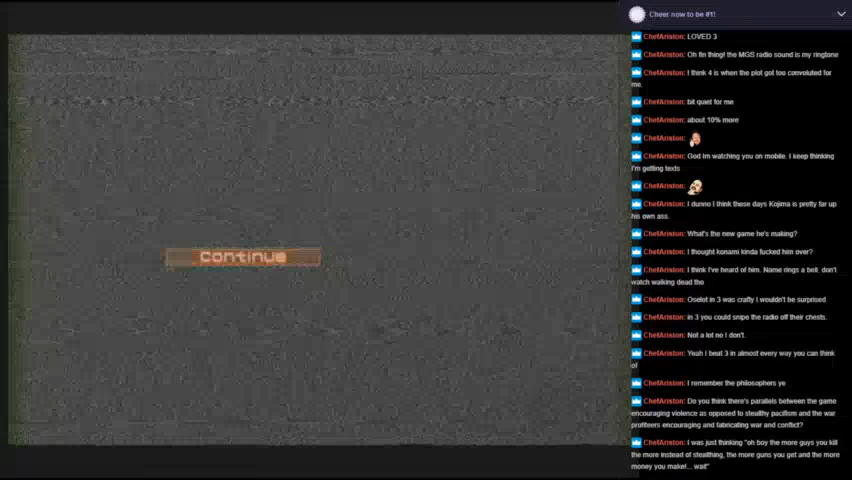 Cheer now to be #1!
ChefAriston: LOVED 3
ChefAriston: Oh fin thing! the MGS radio sound is my ringtone
ChefAriston: I think 4 is when the plot got too convoluted for
me.
ChefAriston: bit quiet for me
ChefAriston: about 10% more
ChefAriston:
ChefAriston: God Im watching you on mobile. I keep thinking
I'm getting texts
ChefAriston:
ChefAriston: I dunno I think these days Kojima is pretty far up
his own ass.
ChefAriston: What's the new game he's making?
ChefAriston: I thought konami kinda fucked him over?
ChefAriston: I think I've heard of him. Name rings a bell. don't
watch walking dead tho
ChefAriston: Oselot in 3 was crafty I wouldn't be surprised
ChefAriston: in 3 you could snipe the radio off their chests.
ChefAriston: Not a lot no I don't.
ChefAriston: Yeah I beat 3 in almost every way you can think
of
ChefAriston: I remember the philosophers ye
ChefAriston: Do you think there's parallels between the game
encouraging violence as opposed to stealthy pacifism and the war
profiteers encouraging and fabricating war and conflict?
ChefAriston: I was just thinking "oh boy the more guys you kill
the more instead of stealthing, the more guns you get and the more
money you make!... wait"
Continue